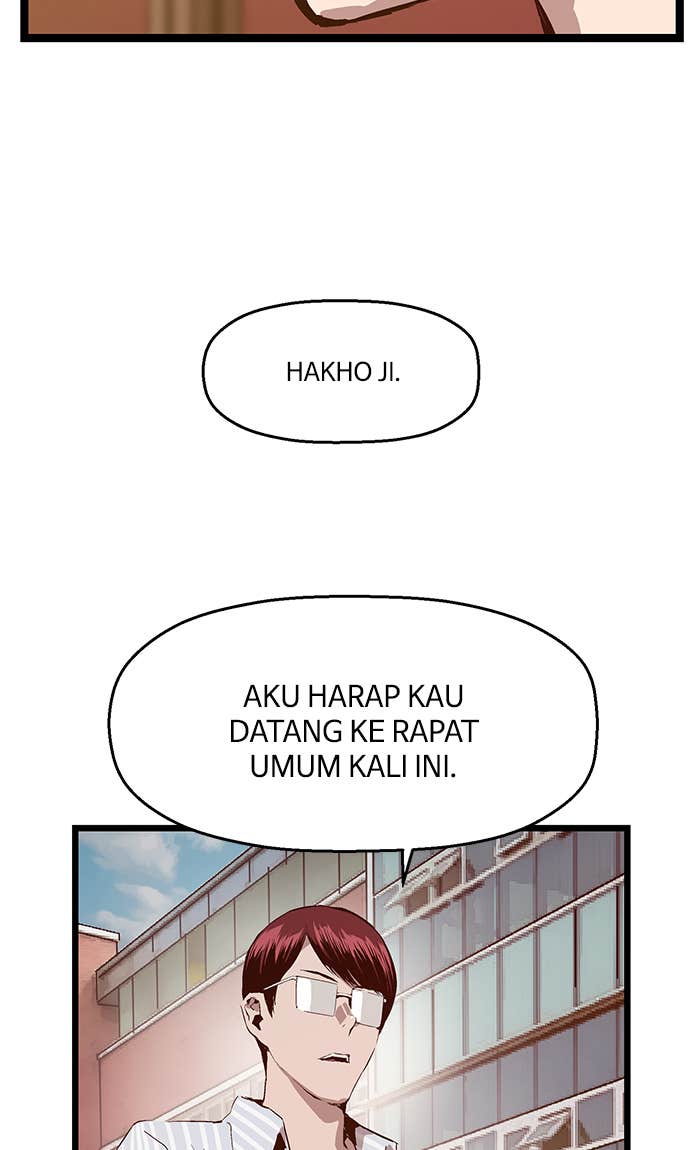 HAKHO JI.
AKU HARAP KAU
DATANG KE RAPAT
UMUM KALI INI.